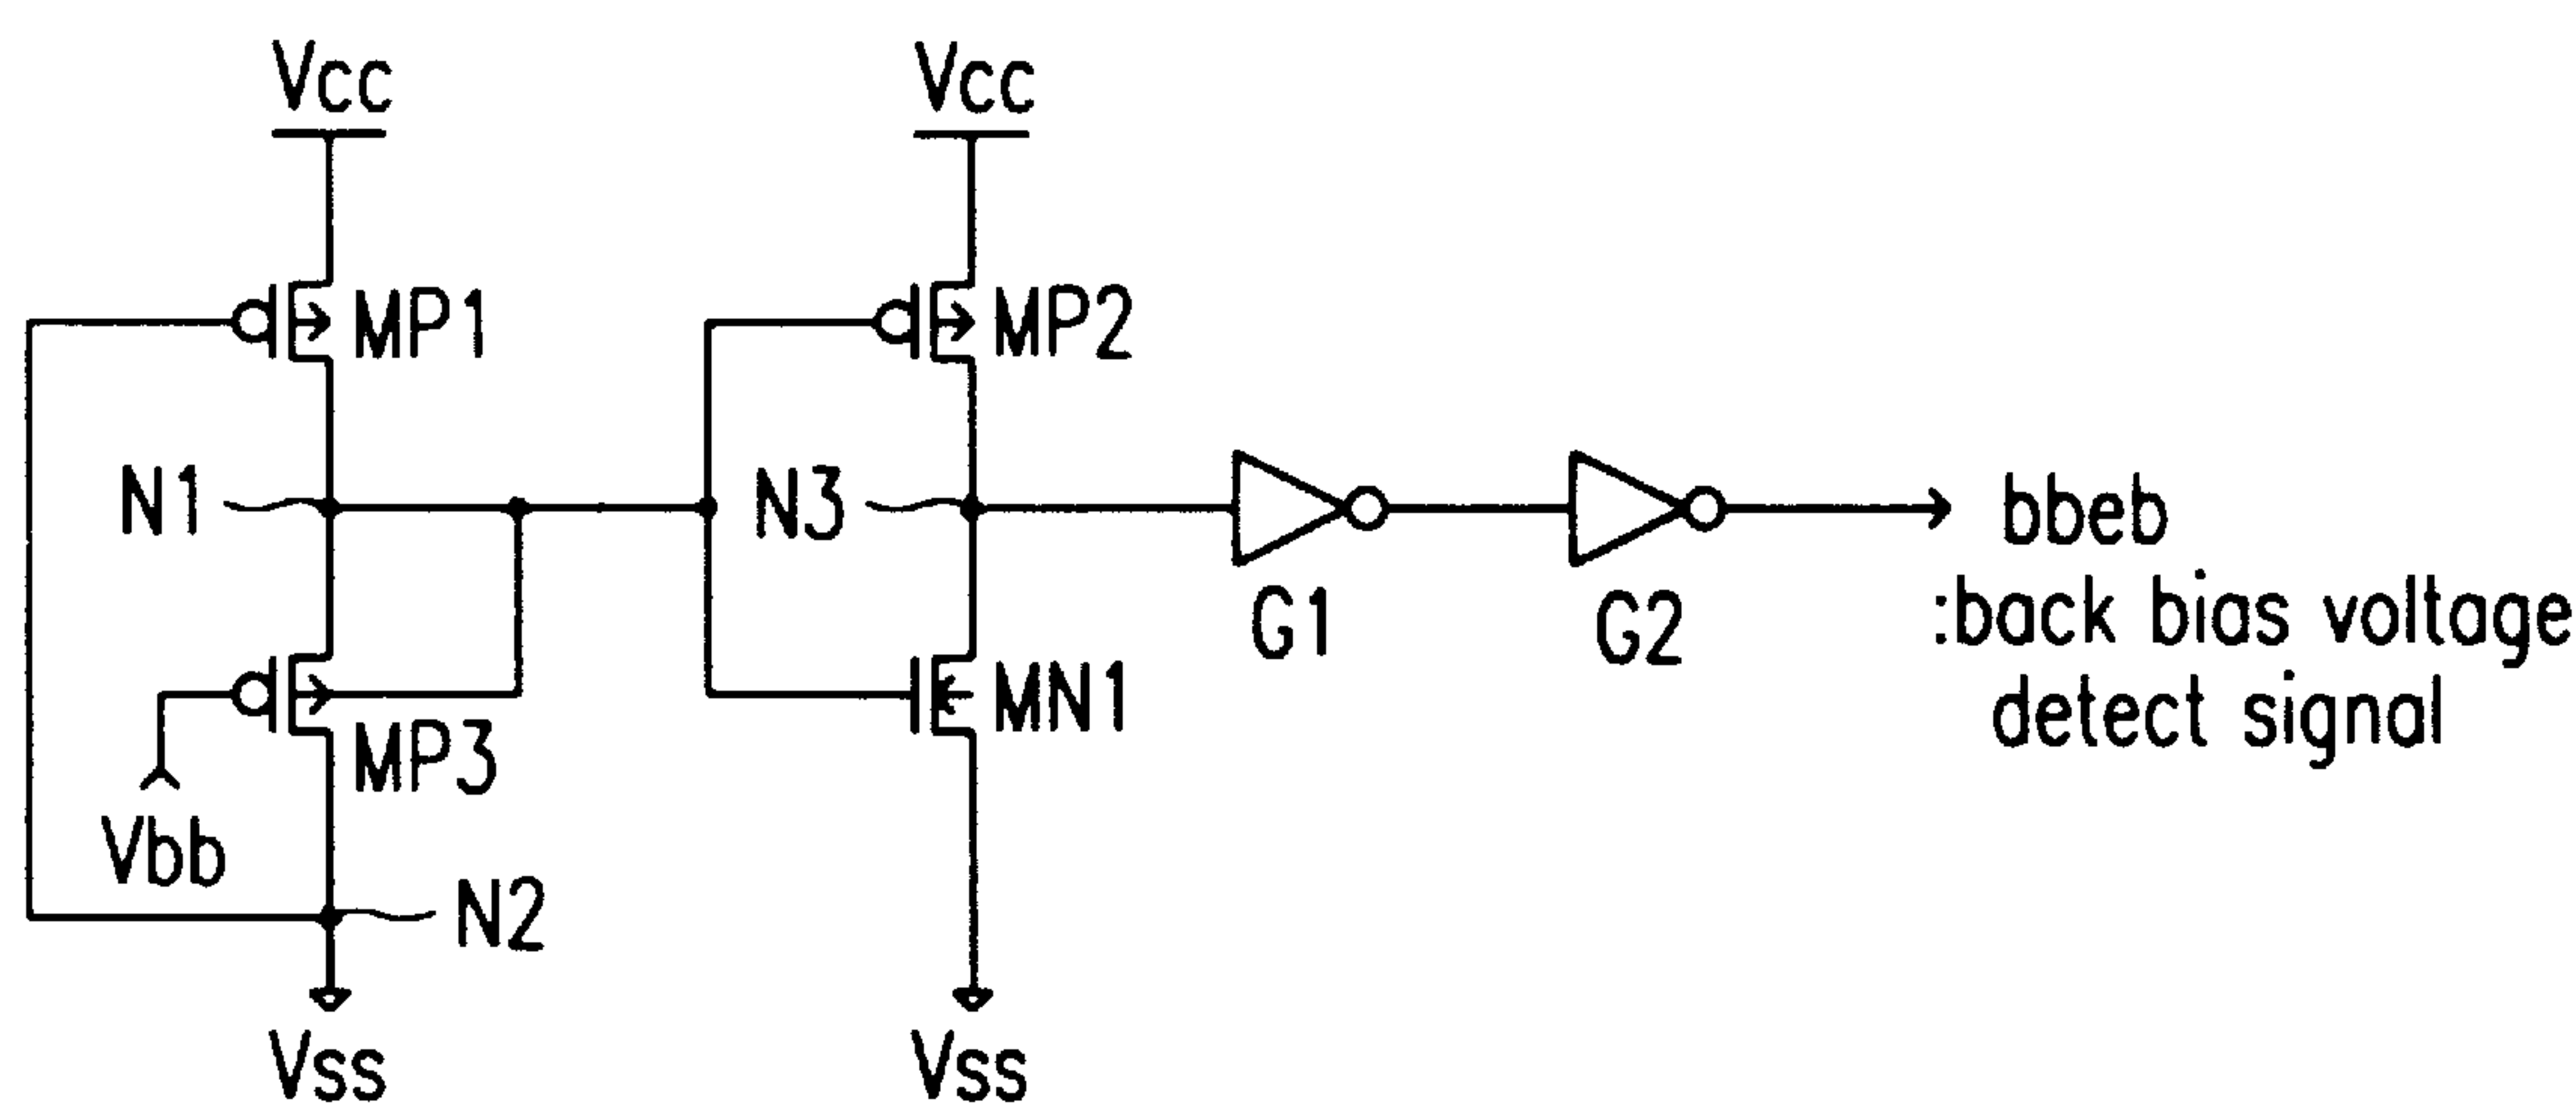 Vcc
Vcc
MP1
MP2
N1
N3
bbeb
G1
G2
:back bias voltage
detect signal
MP3
MN1
Vbb
N2
Vss
Vss